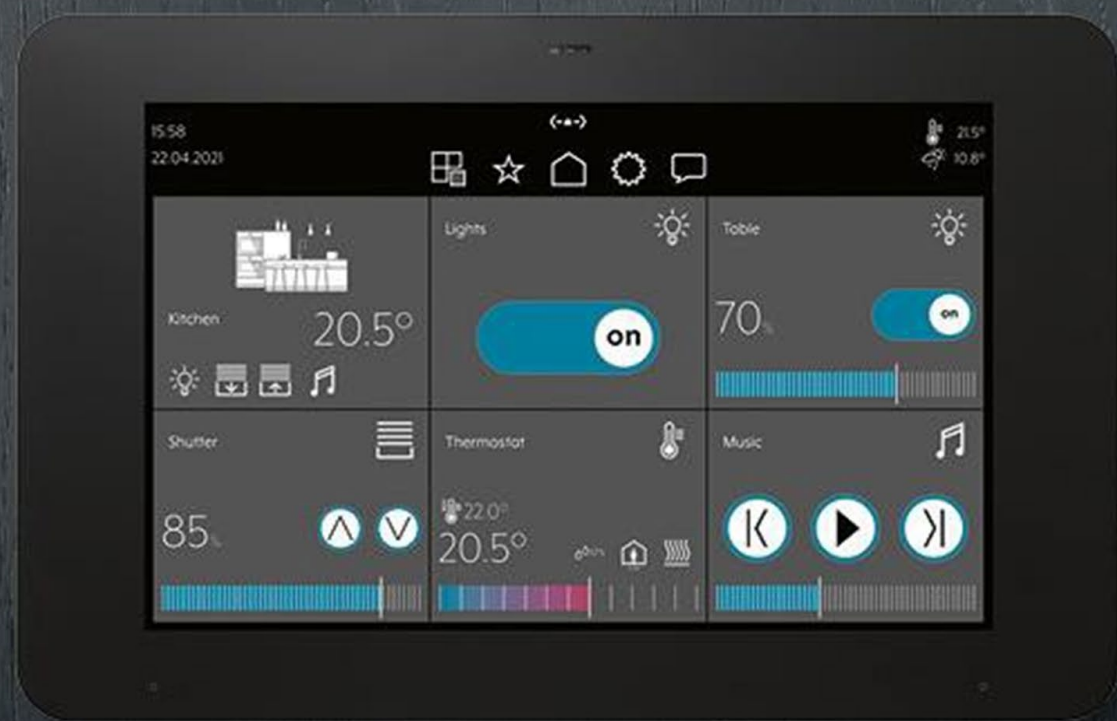 15:58
22.04.2021
21.5°
10.8°
Kitchen
20.5°
Lights
on
Table
70%
on
Shutter
85%
Thermostat
22.0°
20.5°
Music